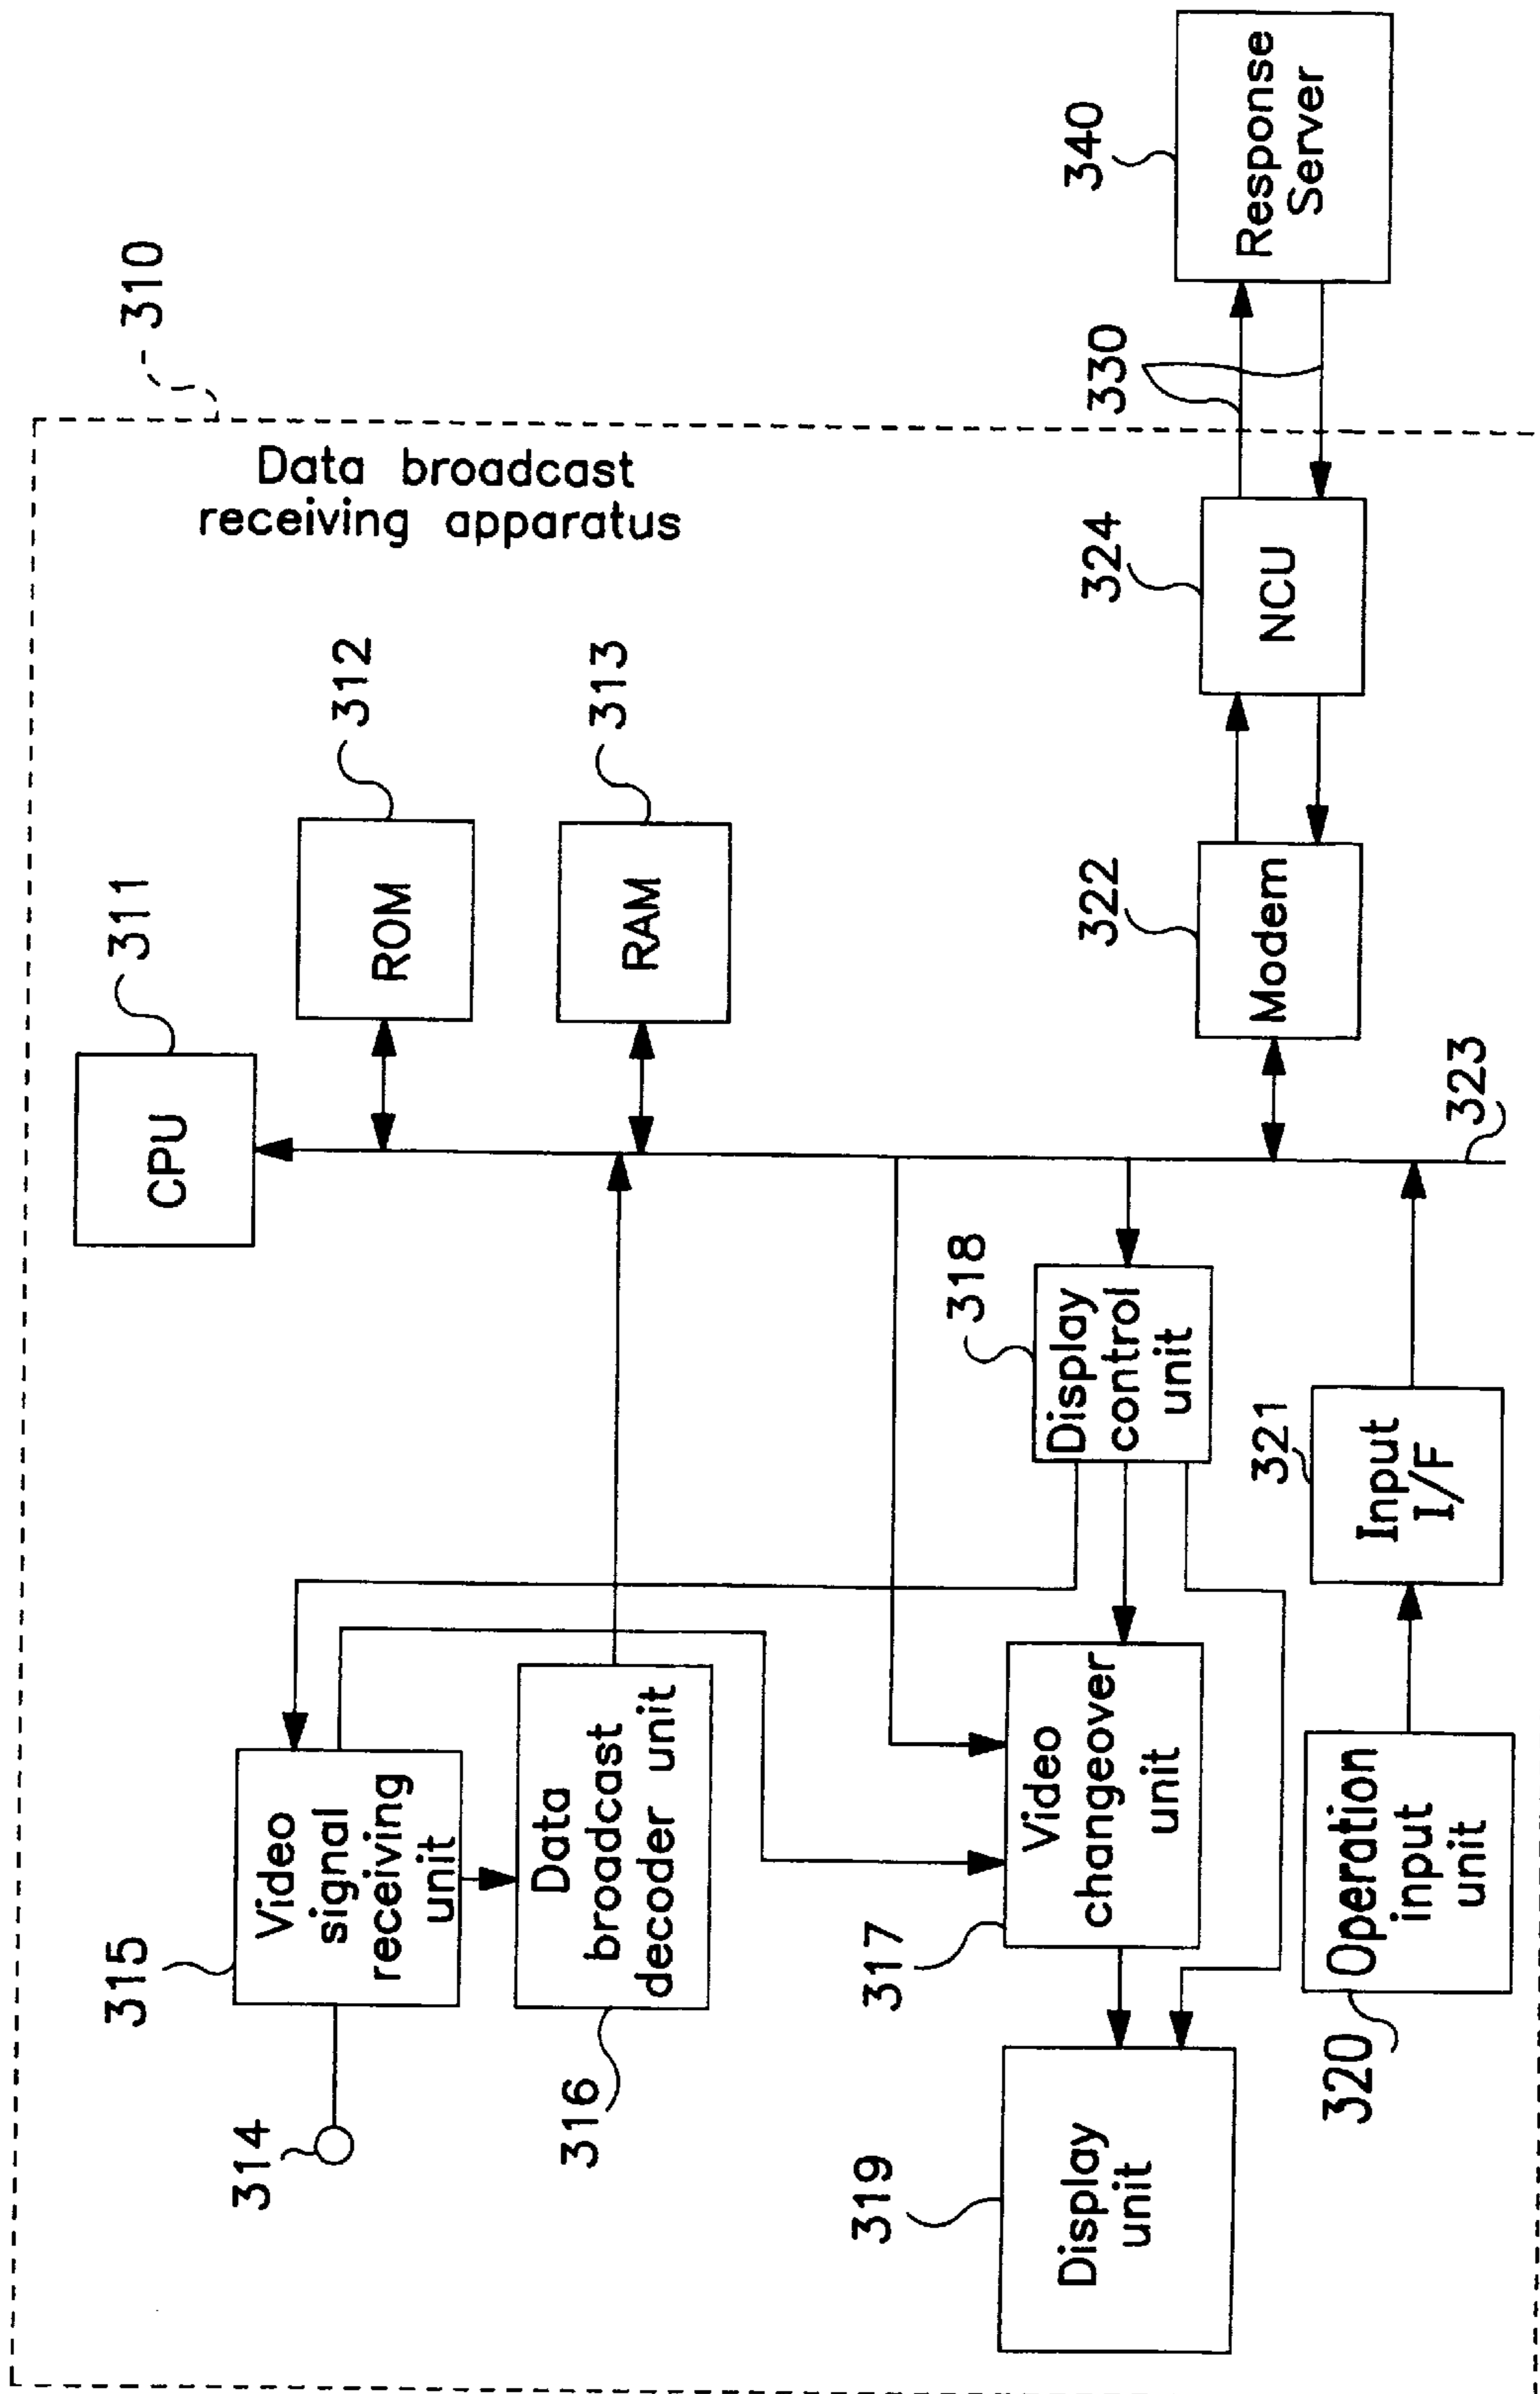 310
Data broadcast
receiving apparatus
311
CPU
312
ROM
313
RAM
315
Video
signal
receiving
unit
314
316
Data
broadcast
decoder unit
317
Video
changeover
unit
318
Display
control
unit
319
Display
unit
320
Operation
input
unit
321
Input
I/F
323
322
Modem
324
NCU
330
340
Response
Server